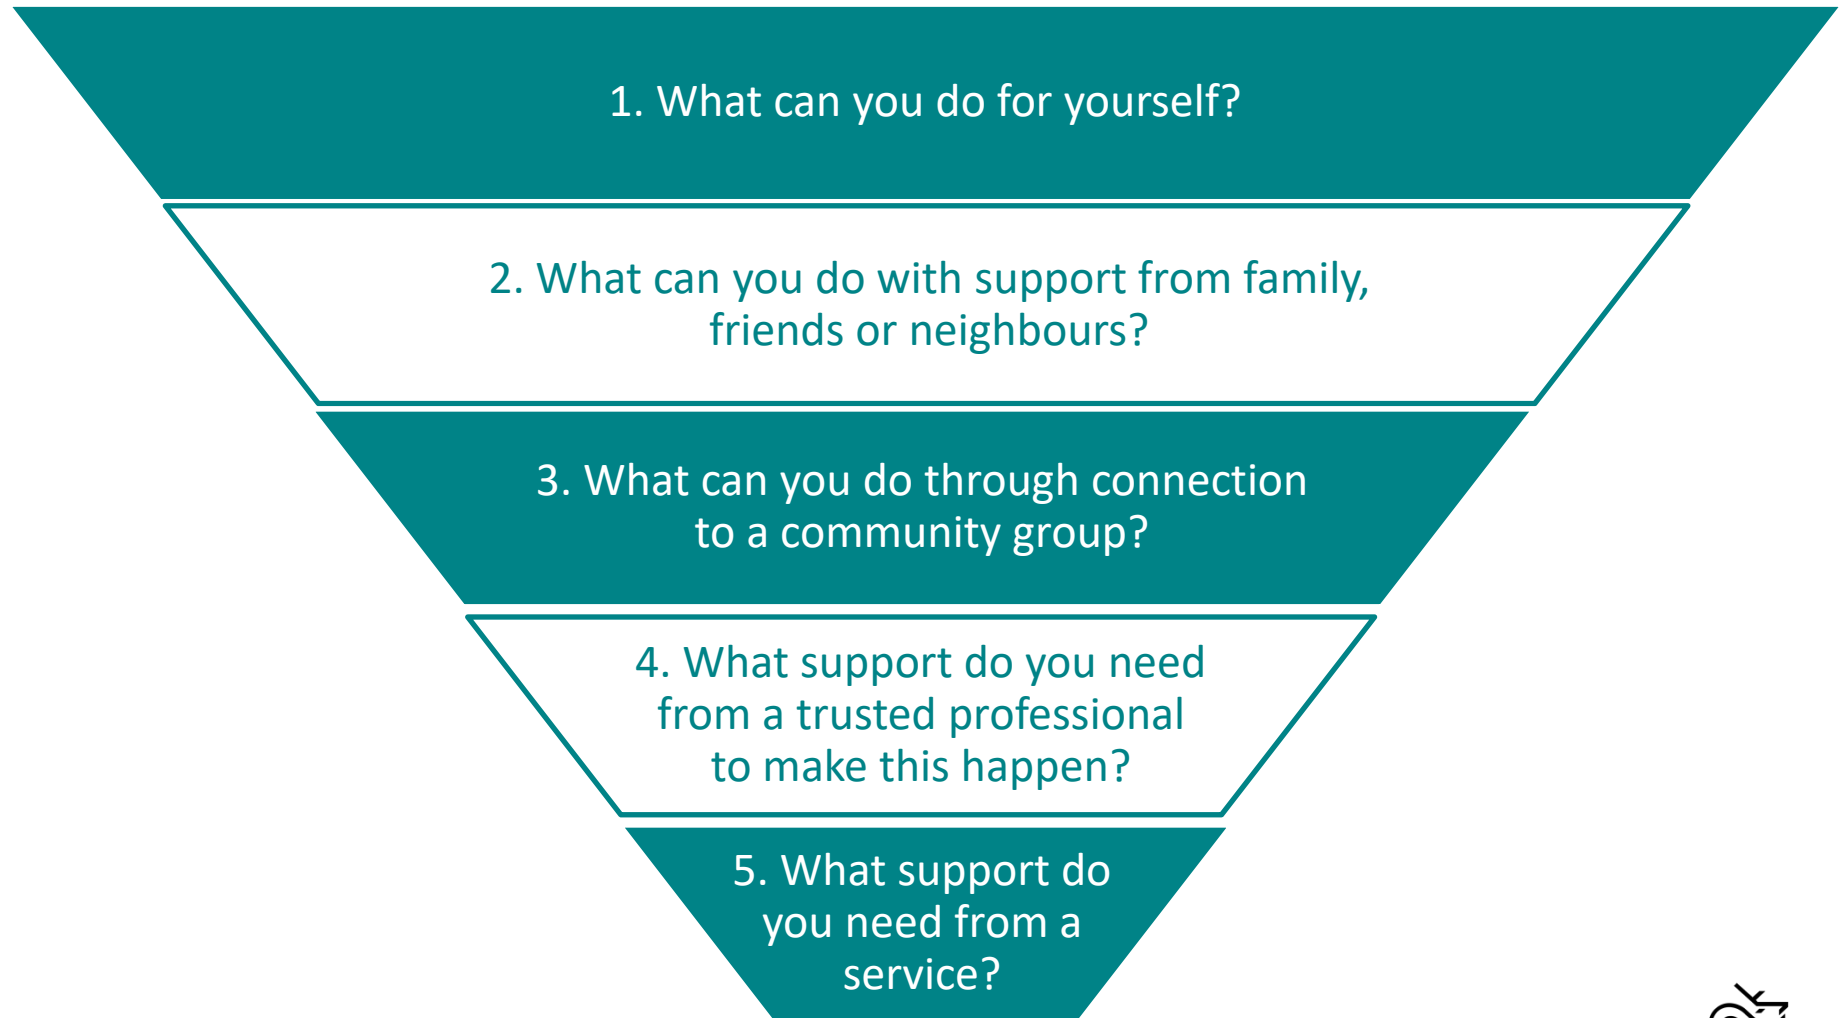 1. What can you do for yourself?
2. What can you do with support from family,
friends or neighbours?
3. What can you do through connection
to a community group?
4. What support do you need
from a trusted professional
to make this happen?
5. What support do
you need from a
service?